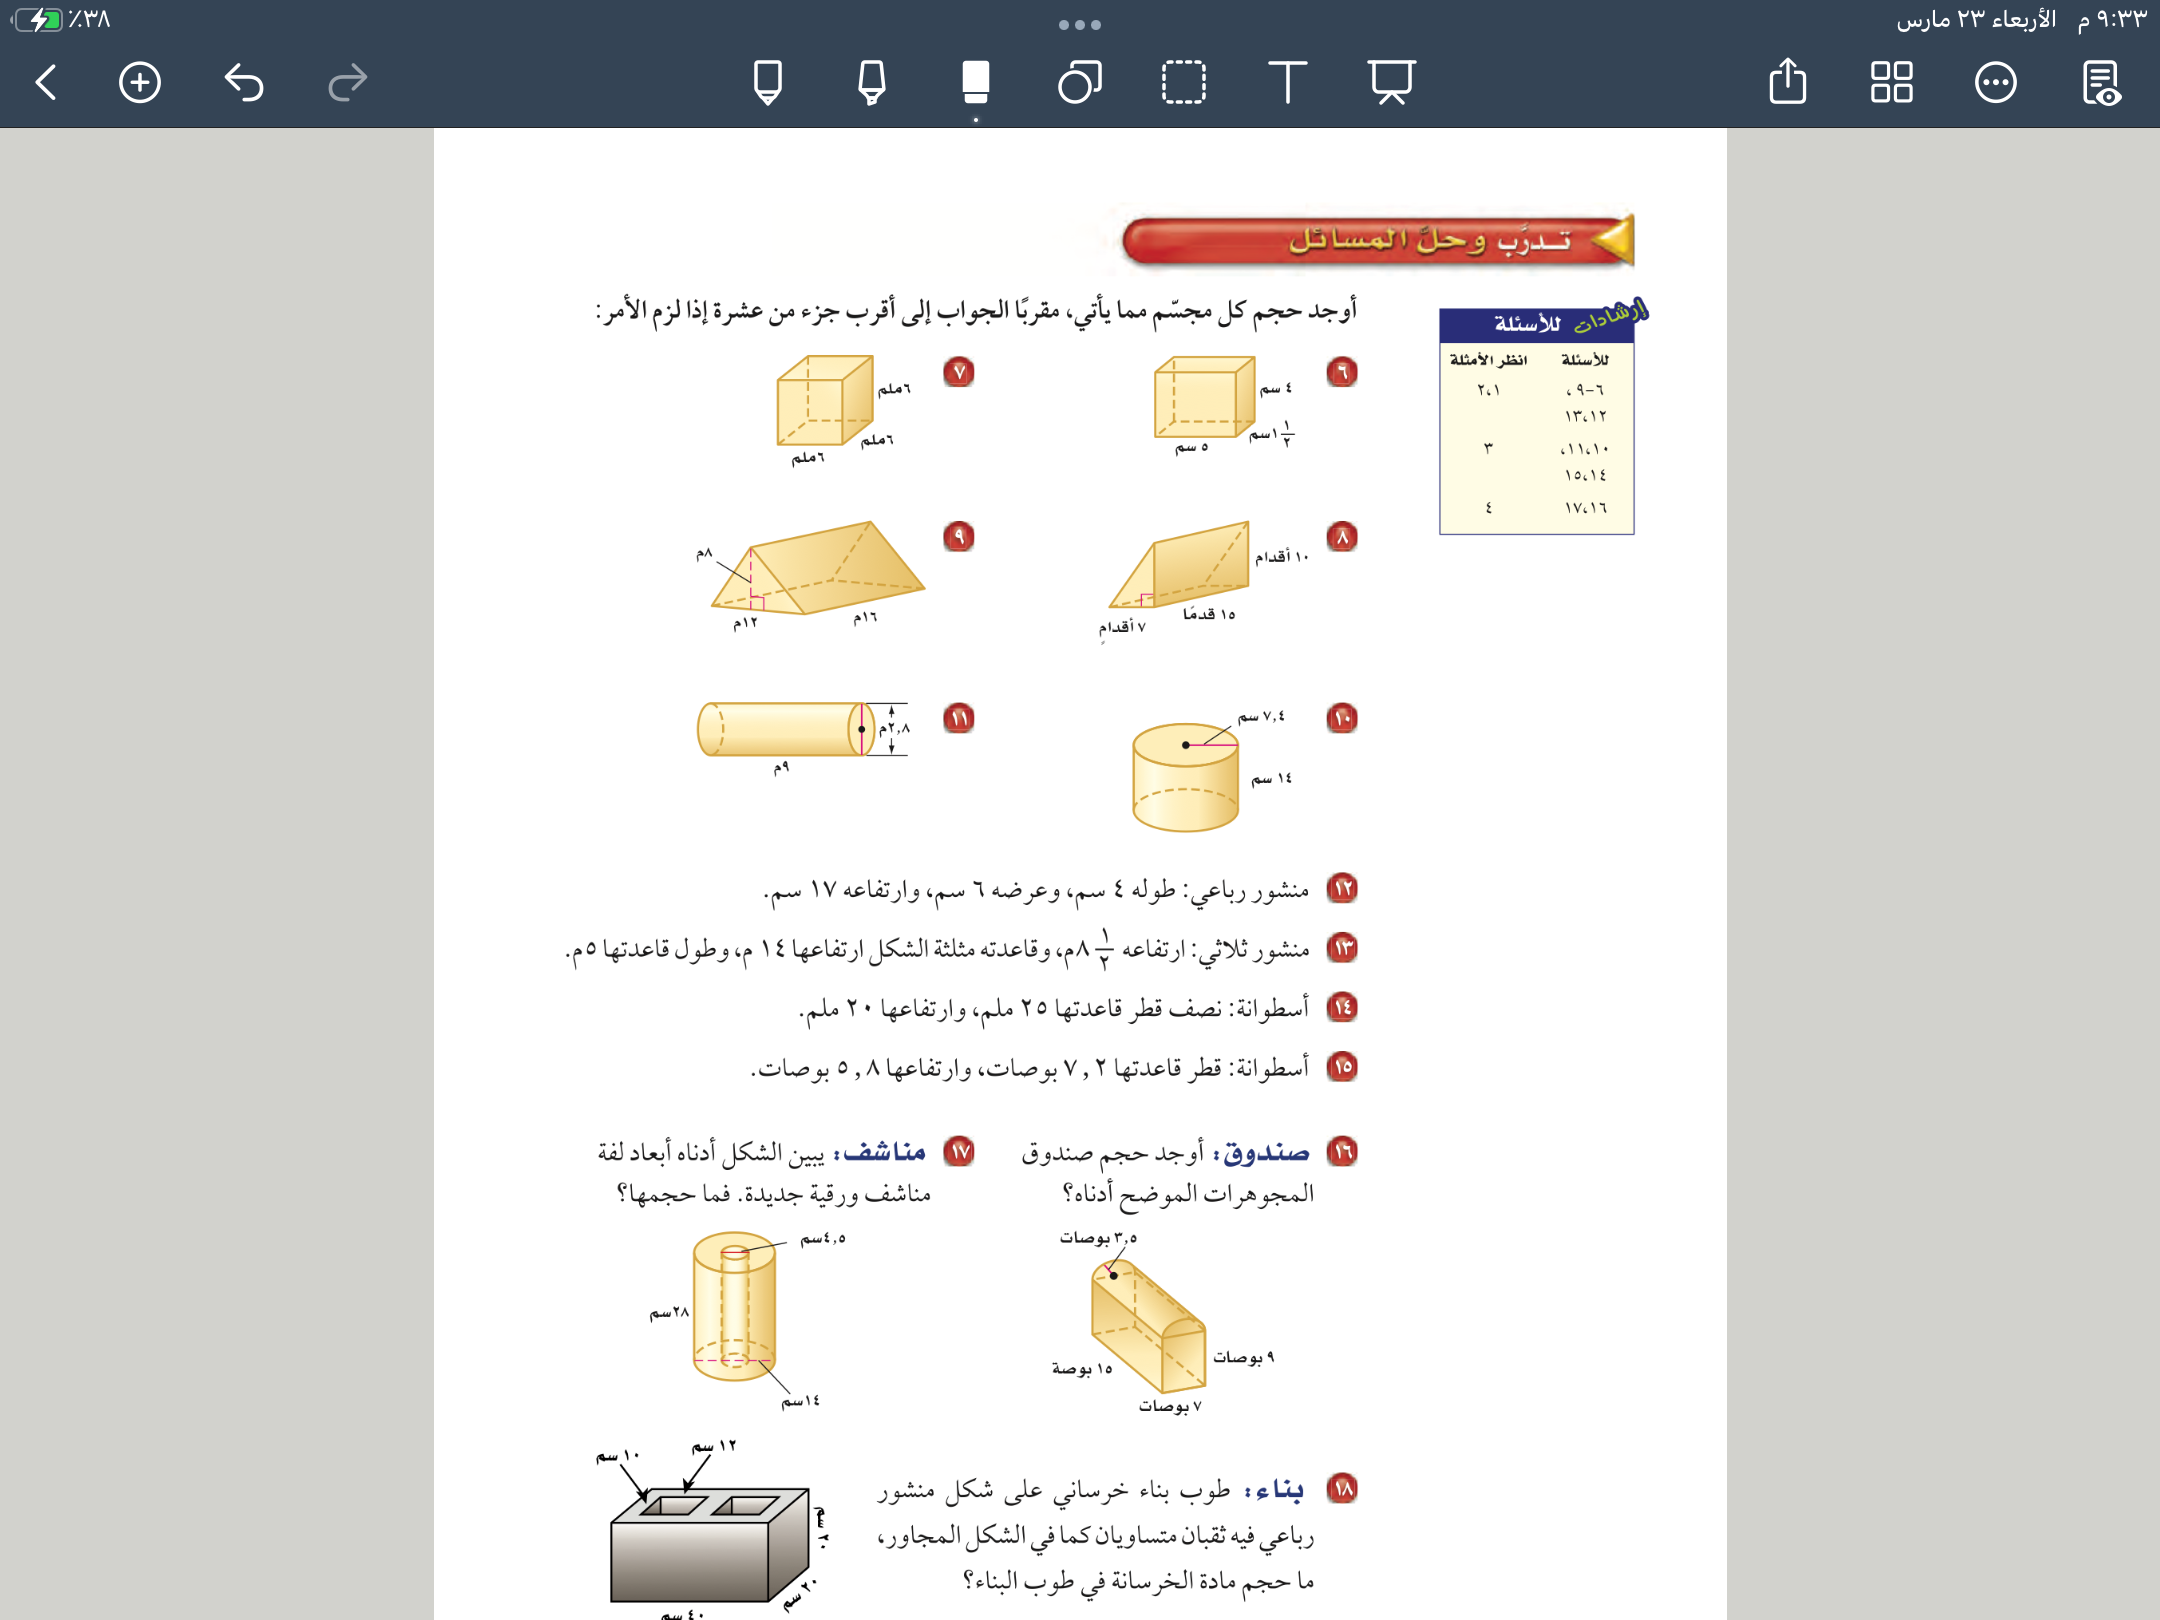 ٩:٣٣ م الأربعاء ٢٣ مارس
٪٣٨
تـدرَّب وحلَّ المسائل
إرشادات للأسئلة
للأسئلة انظر الأمثلة
٦-٩ ، ٢،١
١٣،١٢
١١،١٠، ٣
١٥،١٤
١٧،١٦ ٤
أوجد حجم كل مجسّم مما يأتي، مقربًا الجواب إلى أقرب جزء من عشرة إذا لزم الأمر:
٦
٤ سم
١ ١/٢ سم
٥ سم
٧
٦ملم
٦ملم
٦ملم
٨
١٠ أقدام
١٥ قدمًا
٧ أقدامٍ
٩
٨م
١٦م
١٢م
١٠
٧,٤ سم
١٤ سم
١١
٢,٨م
٩م
١٢ منشور رباعي: طوله ٤ سم، وعرضه ٦ سم، وارتفاعه ١٧ سم.
١٣ منشور ثلاثي: ارتفاعه ٨ ١/٢ م، وقاعدته مثلثة الشكل ارتفاعها ١٤ م، وطول قاعدتها ٥م.
١٤ أسطوانة: نصف قطر قاعدتها ٢٥ ملم، وارتفاعها ٢٠ ملم.
١٥ أسطوانة: قطر قاعدتها ٧,٢ بوصات، وارتفاعها ٥,٨ بوصات.
١٦ صندوق: أوجد حجم صندوق
المجوهرات الموضح أدناه؟
٣,٥ بوصات
٩ بوصات
١٥ بوصة
٧ بوصات
١٧ مناشف: يبين الشكل أدناه أبعاد لفة
مناشف ورقية جديدة. فما حجمها؟
٤,٥سم
٢٨سم
١٤سم
١٨ بناء: طوب بناء خرساني على شكل منشور
رباعي فيه ثقبان متساويان كما في الشكل المجاور،
ما حجم مادة الخرسانة في طوب البناء؟
١٢ سم
١٠ سم
٢٠ سم
٢٠ سم
٤٠ سم